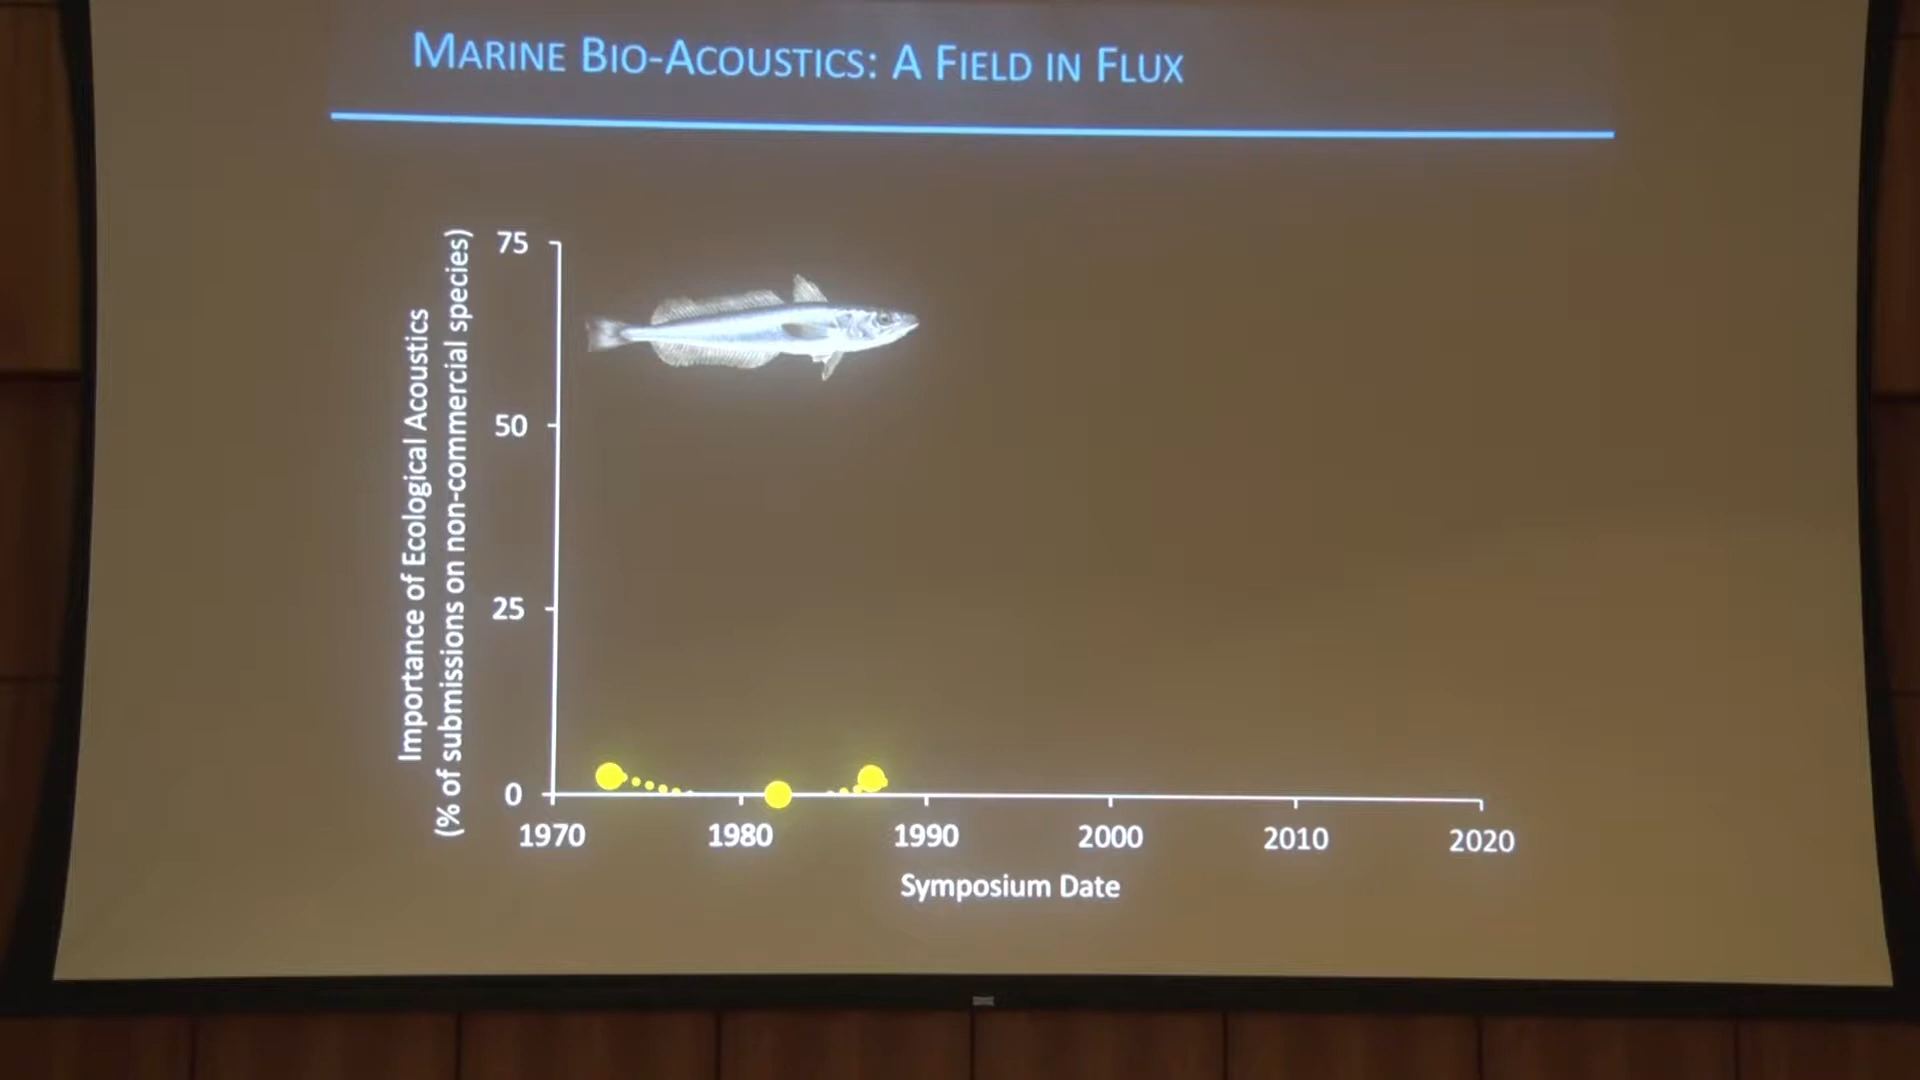 MARINE BIO-ACOUSTICS: A FIELD IN FLUX
Importance of Ecological Acoustics
(% of submissions on non-commercial species)
75
50
25
0
1970 1980 1990 2000 2010 2020
Symposium Date